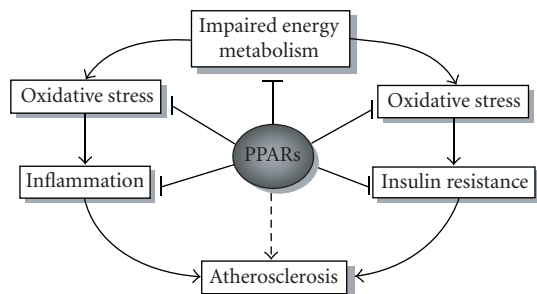 Impaired energy
metabolism
Oxidative stress
Oxidative stress
PPARs
Inflammation
Insulin resistance
Atherosclerosis